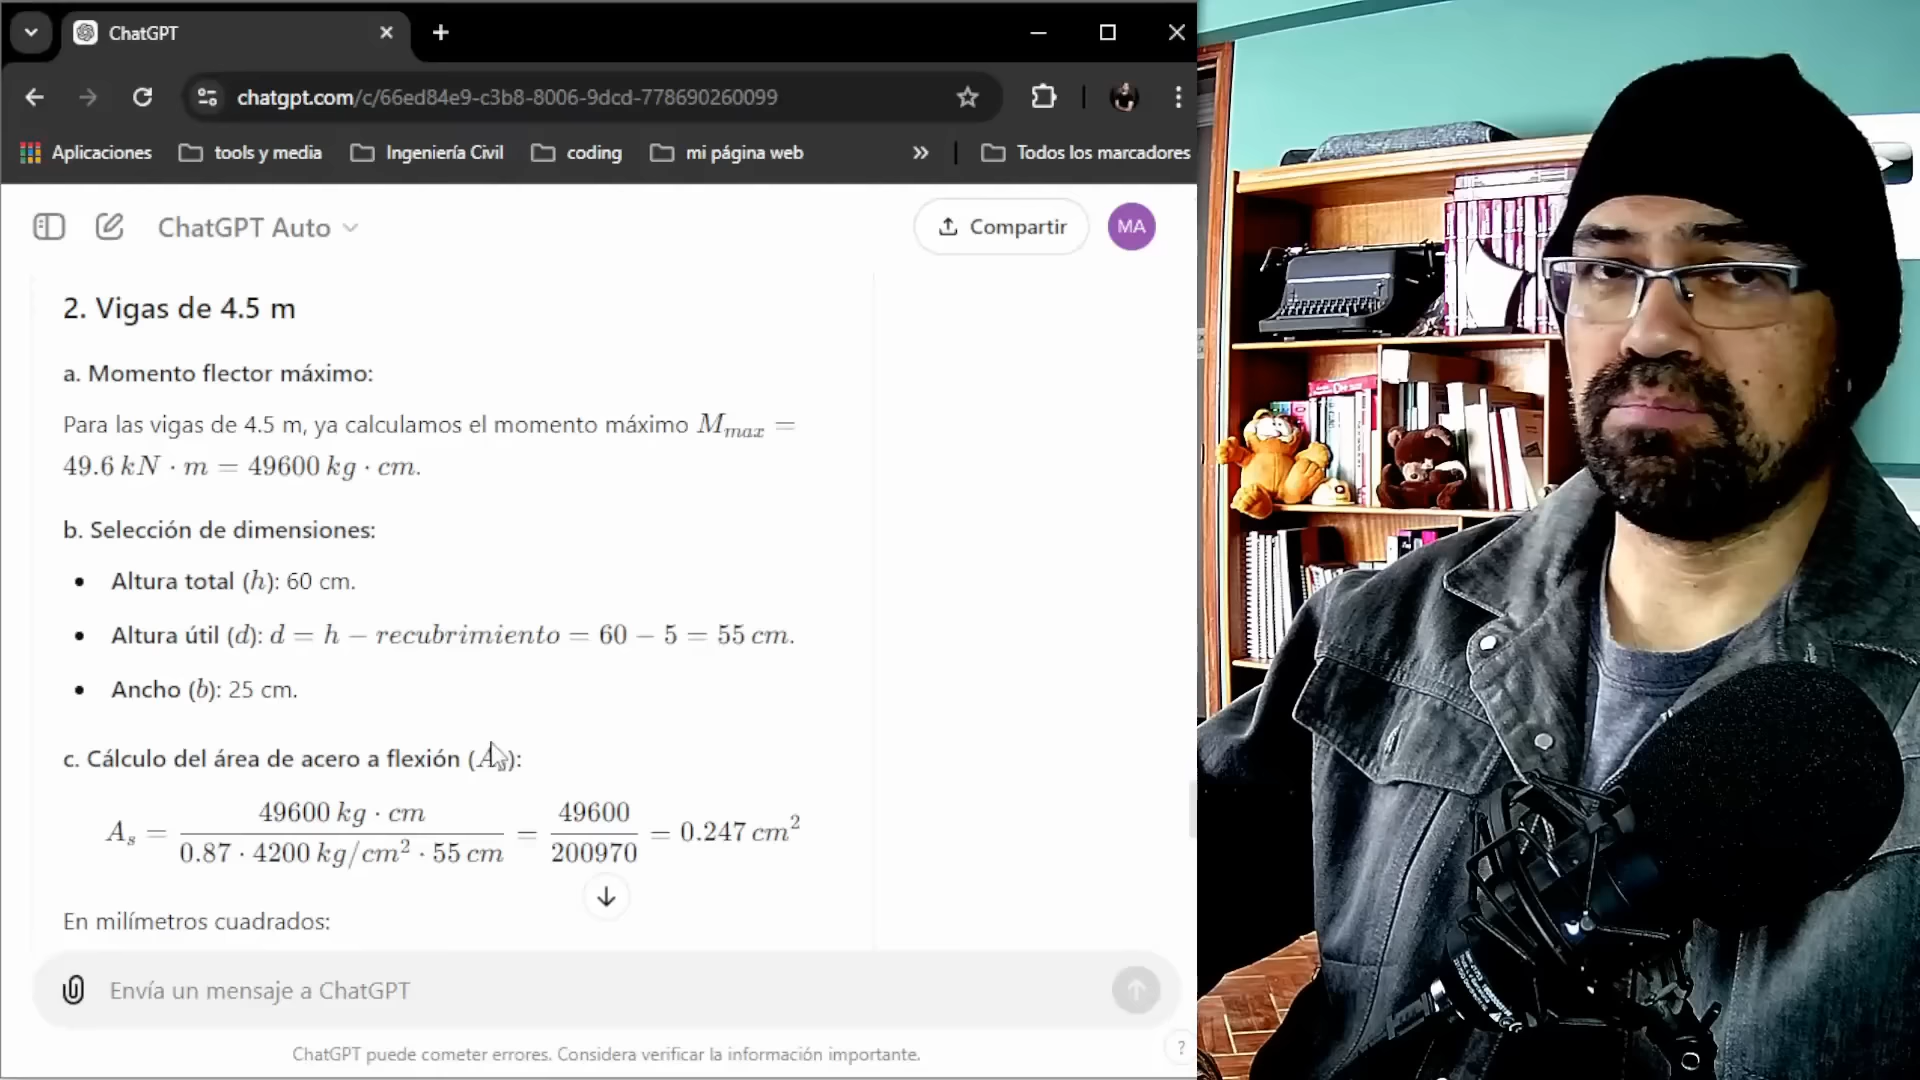 ChatGPT
chatgpt.com/c/66ed84e9-c3b8-8006-9dcd-778690260099
Aplicaciones tools y media Ingeniería Civil coding mi página web » Todos los marcadores
ChatGPT Auto Compartir MA
2. Vigas de 4.5 m
a. Momento flector máximo:
Para las vigas de 4.5 m, ya calculamos el momento máximo M_max =
49.6 kN · m = 49600 kg · cm.
b. Selección de dimensiones:
• Altura total (h): 60 cm.
• Altura útil (d): d = h − recubrimiento = 60 − 5 = 55 cm.
• Ancho (b): 25 cm.
c. Cálculo del área de acero a flexión (A_s):
A_s = 49600 kg · cm / 0.87 · 4200 kg/cm² · 55 cm = 49600 / 200970 = 0.247 cm²
En milímetros cuadrados:
Envía un mensaje a ChatGPT
ChatGPT puede cometer errores. Considera verificar la información importante.
?